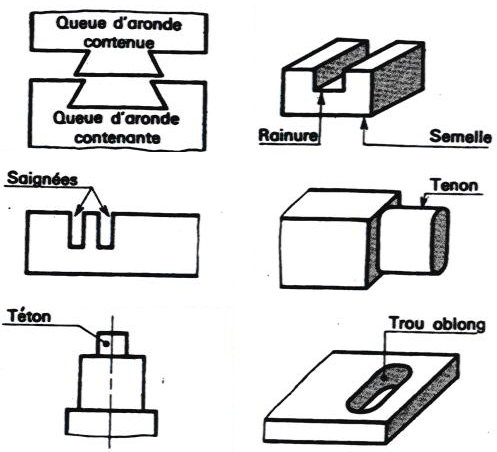 Queue d'aronde
contenue
Queue d'aronde
contenante
Rainure
Semelle
Saignées
Tenon
Téton
Trou oblong